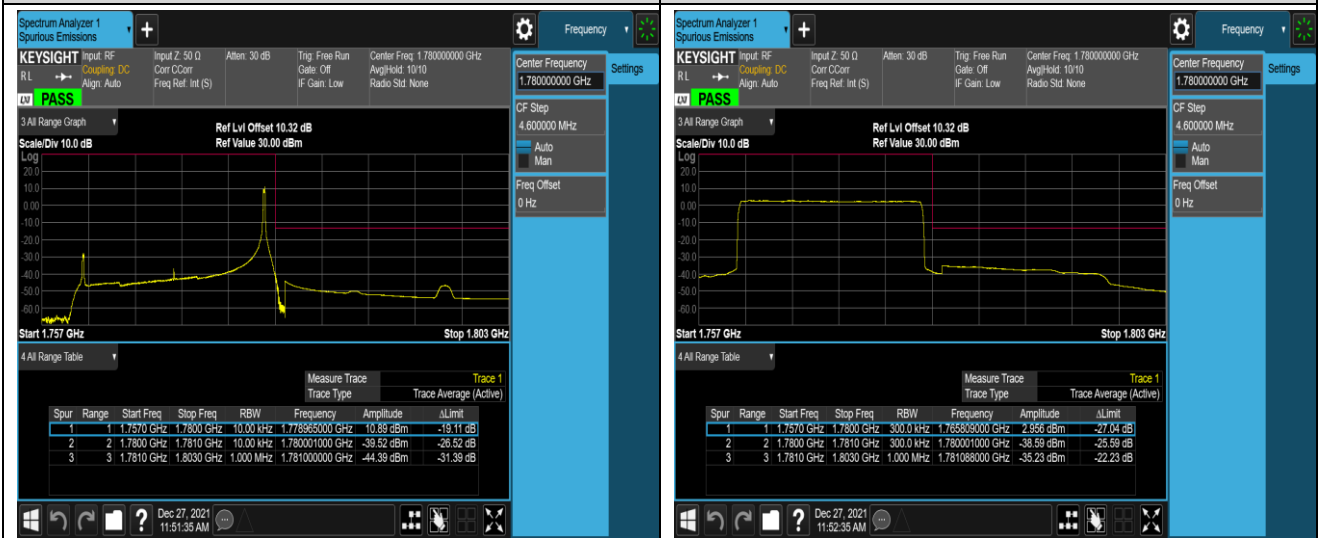 Spectrum Analyzer 1
Spurious Emissions
Frequency
KEYSIGHT Input: RF Input Z: 50 Ω Atten: 30 dB Trig: Free Run Center Freq: 1.780000000 GHz
Coupling: DC Corr CCorr Gate: Off Avg|Hold: 10/10
R L Align: Auto Freq Ref: Int (S) IF Gain: Low Radio Std: None
LXI PASS
Center Frequency
1.780000000 GHz
Settings
CF Step
4.600000 MHz
Auto
Man
Freq Offset
0 Hz
3 All Range Graph
Ref Lvl Offset 10.32 dB
Scale/Div 10.0 dB Ref Value 30.00 dBm
Log
20.0
10.0
0.00
-10.0
-20.0
-30.0
-40.0
-50.0
-60.0
Start 1.757 GHz Stop 1.803 GHz
4 All Range Table
Measure Trace Trace 1
Trace Type Trace Average (Active)
Spur Range Start Freq Stop Freq RBW Frequency Amplitude ΔLimit
1 1 1.7570 GHz 1.7800 GHz 10.00 kHz 1.778965000 GHz 10.89 dBm -19.11 dB
2 2 1.7800 GHz 1.7810 GHz 10.00 kHz 1.780001000 GHz -39.52 dBm -26.52 dB
3 3 1.7810 GHz 1.8030 GHz 1.000 MHz 1.781000000 GHz -44.39 dBm -31.39 dB
?
Dec 27, 2021
11:51:35 AM
Spectrum Analyzer 1
Spurious Emissions
Frequency
KEYSIGHT Input: RF Input Z: 50 Ω Atten: 30 dB Trig: Free Run Center Freq: 1.780000000 GHz
Coupling: DC Corr CCorr Gate: Off Avg|Hold: 10/10
R L Align: Auto Freq Ref: Int (S) IF Gain: Low Radio Std: None
LXI PASS
Center Frequency
1.780000000 GHz
Settings
CF Step
4.600000 MHz
Auto
Man
Freq Offset
0 Hz
3 All Range Graph
Ref Lvl Offset 10.32 dB
Scale/Div 10.0 dB Ref Value 30.00 dBm
Log
20.0
10.0
0.00
-10.0
-20.0
-30.0
-40.0
-50.0
-60.0
Start 1.757 GHz Stop 1.803 GHz
4 All Range Table
Measure Trace Trace 1
Trace Type Trace Average (Active)
Spur Range Start Freq Stop Freq RBW Frequency Amplitude ΔLimit
1 1 1.7570 GHz 1.7800 GHz 300.0 kHz 1.765809000 GHz 2.956 dBm -27.04 dB
2 2 1.7800 GHz 1.7810 GHz 300.0 kHz 1.780001000 GHz -38.59 dBm -25.59 dB
3 3 1.7810 GHz 1.8030 GHz 1.000 MHz 1.781088000 GHz -35.23 dBm -22.23 dB
?
Dec 27, 2021
11:52:35 AM